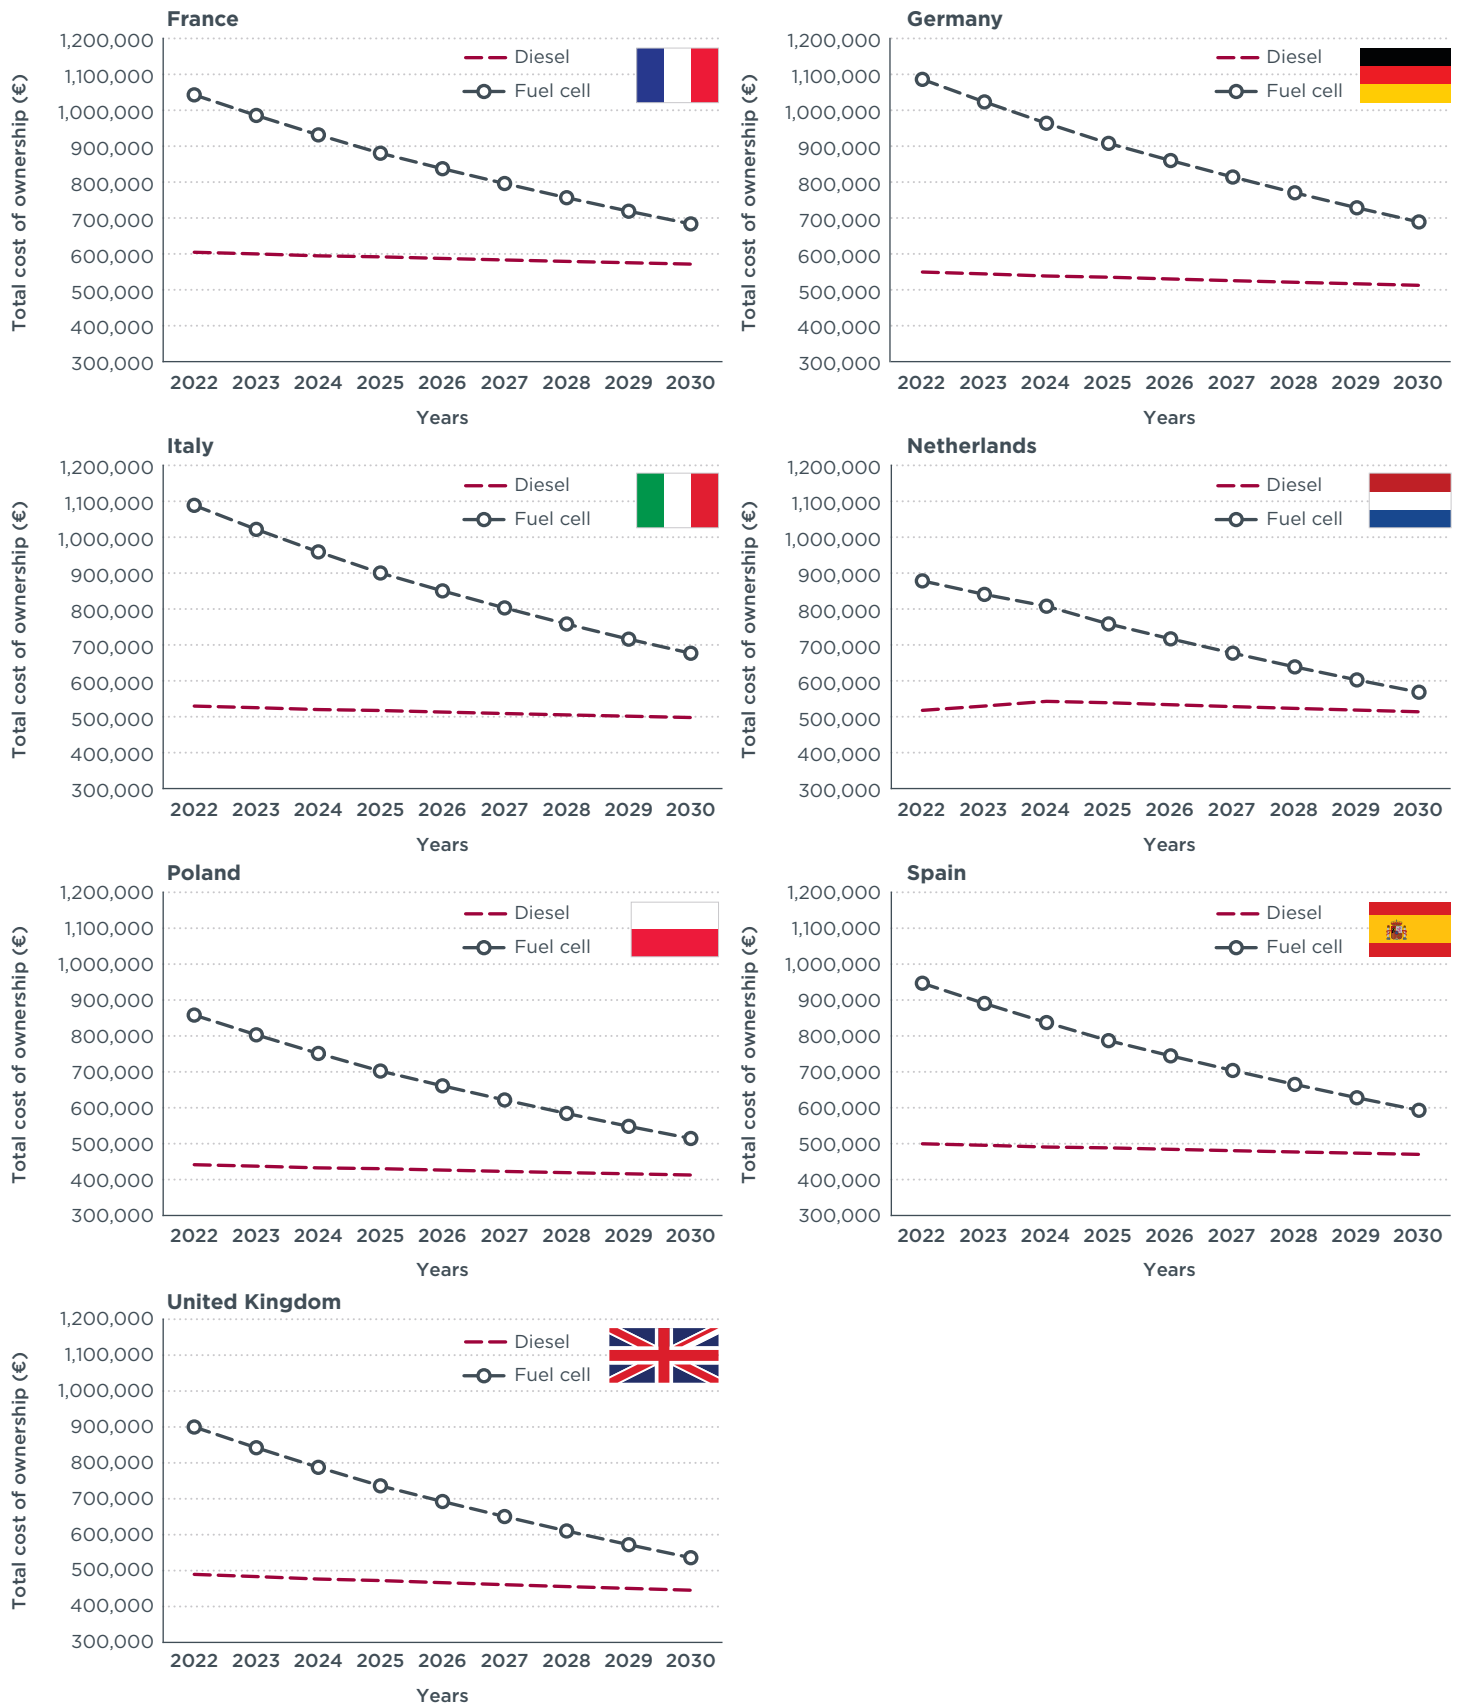 France
Total cost of ownership (€)
1,200,000
1,100,000
1,000,000
900,000
800,000
700,000
600,000
500,000
400,000
300,000
Diesel
Fuel cell
2022 2023 2024 2025 2026 2027 2028 2029 2030
Years
Germany
Total cost of ownership (€)
1,200,000
1,100,000
1,000,000
900,000
800,000
700,000
600,000
500,000
400,000
300,000
Diesel
Fuel cell
2022 2023 2024 2025 2026 2027 2028 2029 2030
Years
Italy
Total cost of ownership (€)
1,200,000
1,100,000
1,000,000
900,000
800,000
700,000
600,000
500,000
400,000
300,000
Diesel
Fuel cell
2022 2023 2024 2025 2026 2027 2028 2029 2030
Years
Netherlands
Total cost of ownership (€)
1,200,000
1,100,000
1,000,000
900,000
800,000
700,000
600,000
500,000
400,000
300,000
Diesel
Fuel cell
2022 2023 2024 2025 2026 2027 2028 2029 2030
Years
Poland
Total cost of ownership (€)
1,200,000
1,100,000
1,000,000
900,000
800,000
700,000
600,000
500,000
400,000
300,000
Diesel
Fuel cell
2022 2023 2024 2025 2026 2027 2028 2029 2030
Years
Spain
Total cost of ownership (€)
1,200,000
1,100,000
1,000,000
900,000
800,000
700,000
600,000
500,000
400,000
300,000
Diesel
Fuel cell
2022 2023 2024 2025 2026 2027 2028 2029 2030
Years
United Kingdom
Total cost of ownership (€)
1,200,000
1,100,000
1,000,000
900,000
800,000
700,000
600,000
500,000
400,000
300,000
Diesel
Fuel cell
2022 2023 2024 2025 2026 2027 2028 2029 2030
Years